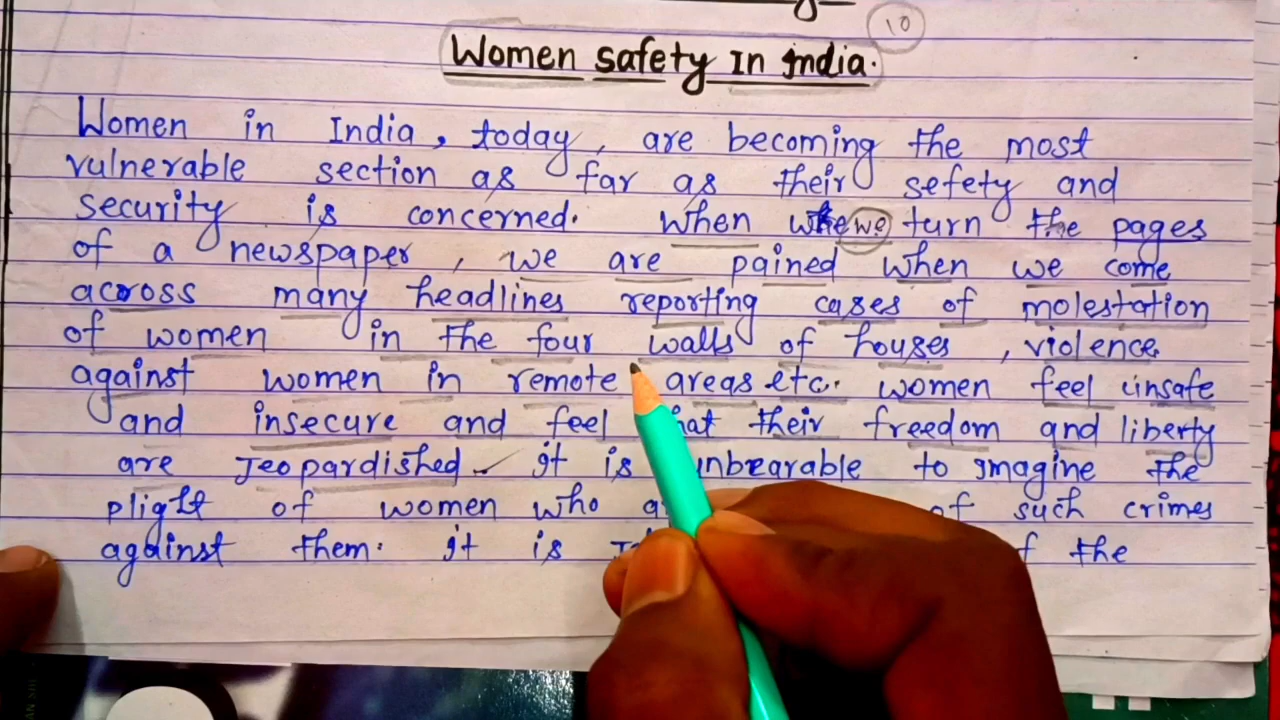 10
Women safety In India.
Women in India, today, are becoming the most
vulnerable section as far as their sefety and
security is concerned. When we turn the pages
of a newspaper, we are pained when we come
across many headlines reporting cases of molestation
of women in the four walls of houses, violence
against women in remote areas etc. women feel unsafe
and insecure and feel that their freedom and liberty
are Jeopardished it is unbearable to imagine the
plight of women who of such crimes
against them. it is the